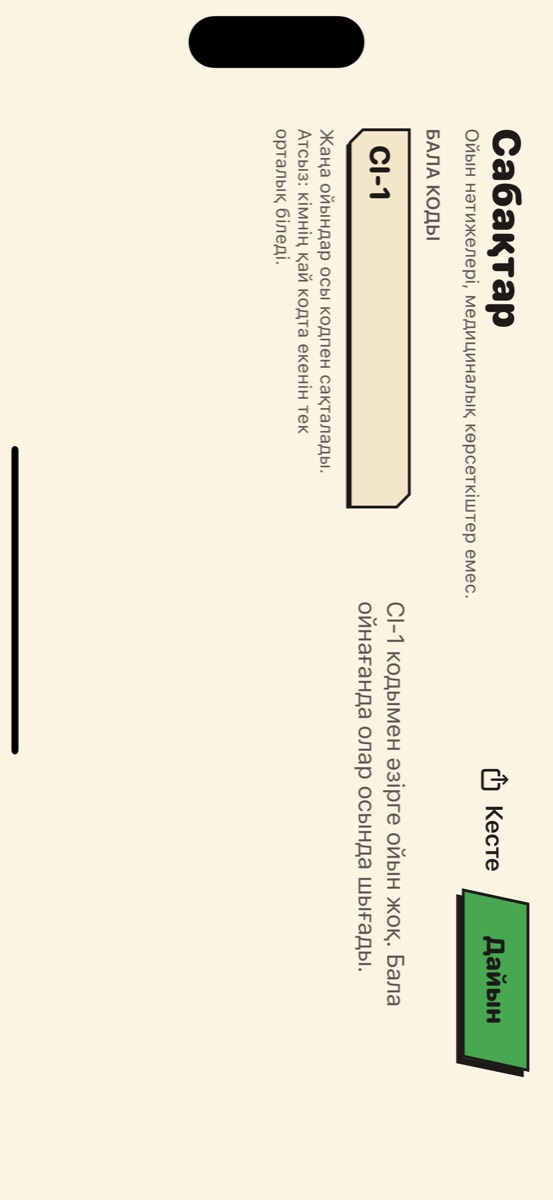 Сабақтар
Ойын нәтижелері, медициналық көрсеткіштер емес.
Кесте
Дайын
БАЛА КОДЫ
CI-1
Жаңа ойындар осы кодпен сақталады.
Атсыз: кімнің қай кодта екенін тек
орталық біледі.
CI-1 кодымен әзірге ойын жоқ. Бала
ойнағанда олар осында шығады.